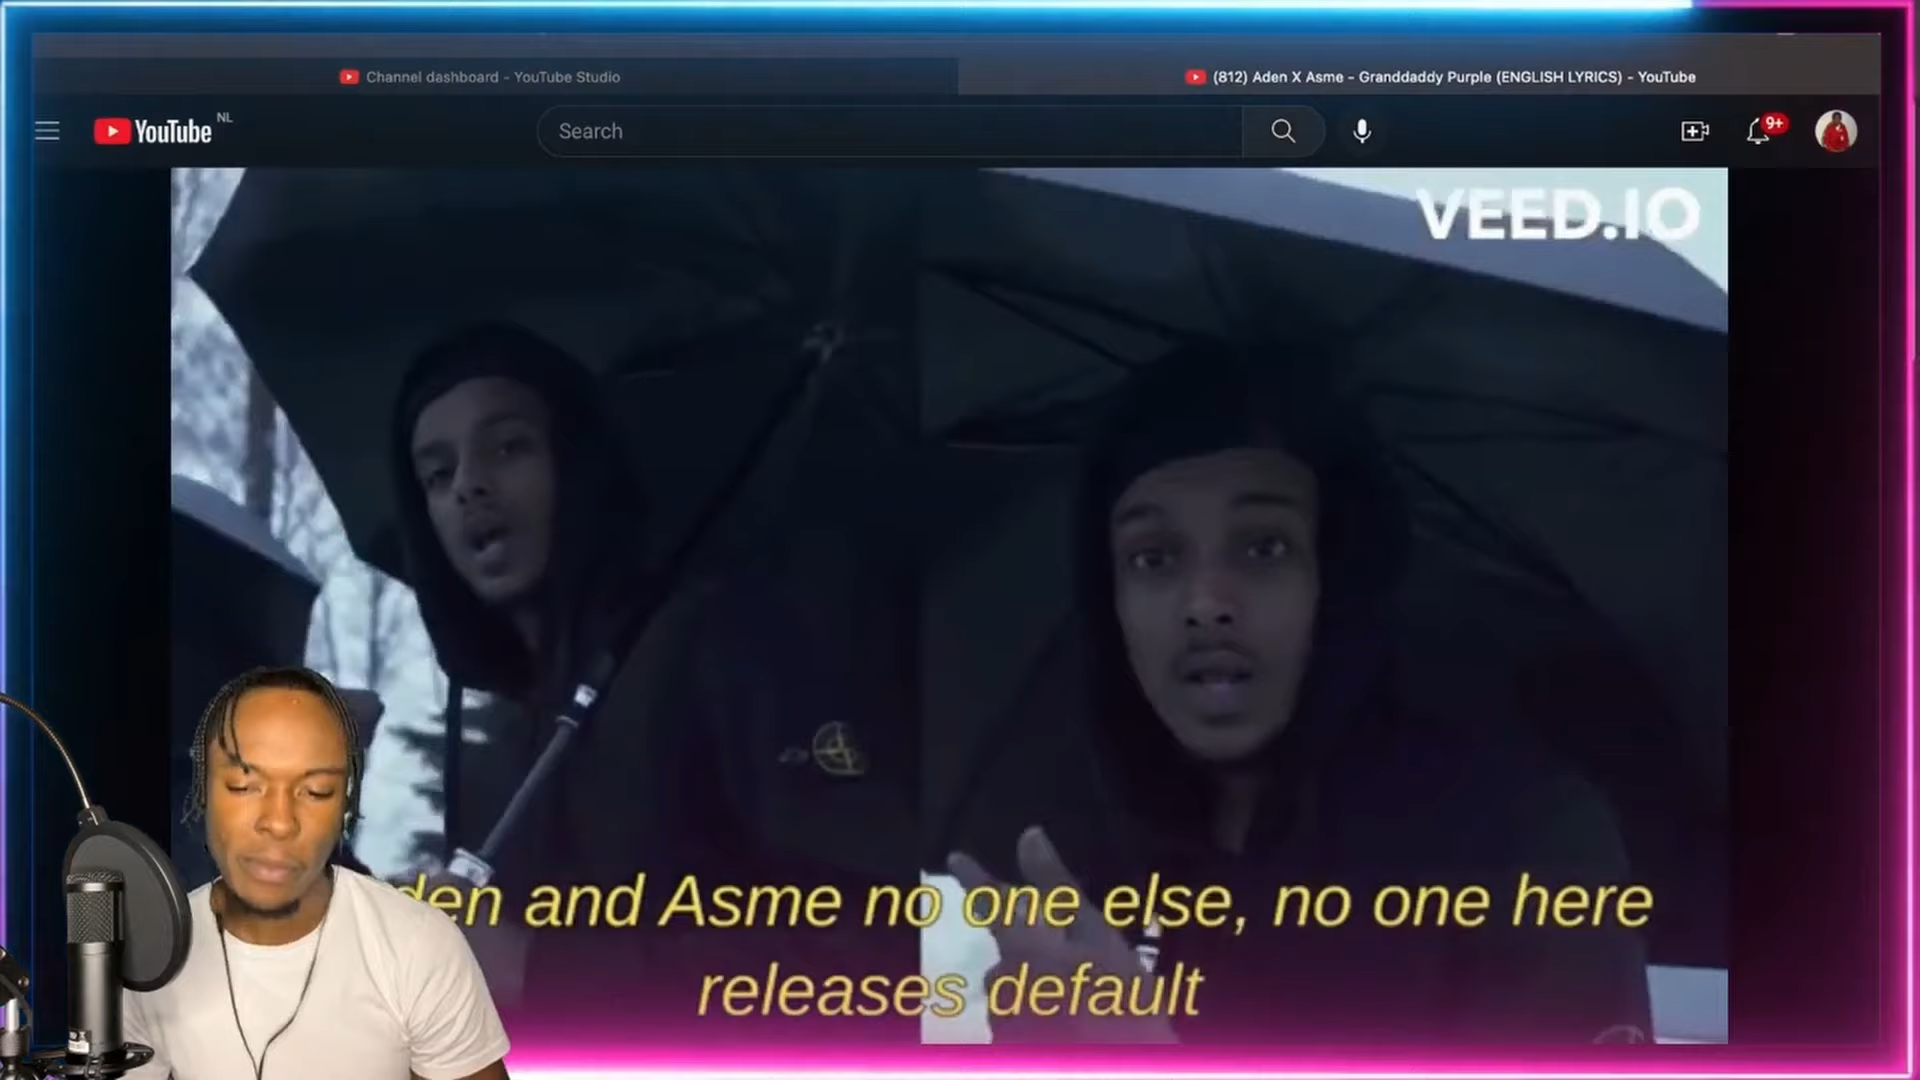 Channel dashboard - YouTube Studio
(812) Aden X Asme - Granddaddy Purple (ENGLISH LYRICS) - YouTube
YouTube NL
Search
9+
VEED.IO
and Asme no one else, no one here
releases default